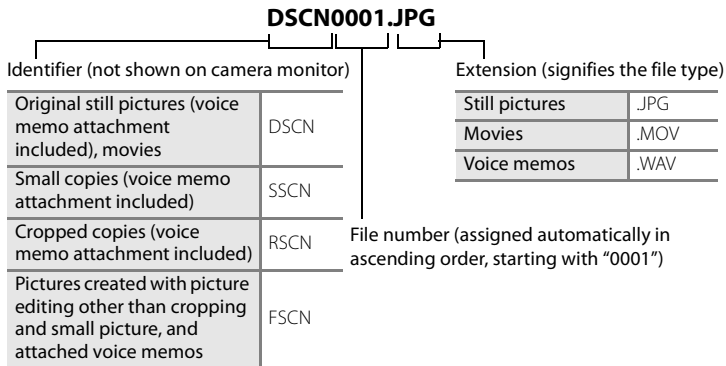 DSCN0001.JPG
Identifier (not shown on camera monitor)
Original still pictures (voice
memo attachment
included), movies
DSCN
Small copies (voice memo
attachment included)
SSCN
Cropped copies (voice
memo attachment included)
RSCN
Pictures created with picture
editing other than cropping
and small picture, and
attached voice memos
FSCN
Extension (signifies the file type)
Still pictures
.JPG
Movies
.MOV
Voice memos
.WAV
File number (assigned automatically in
ascending order, starting with “0001”)